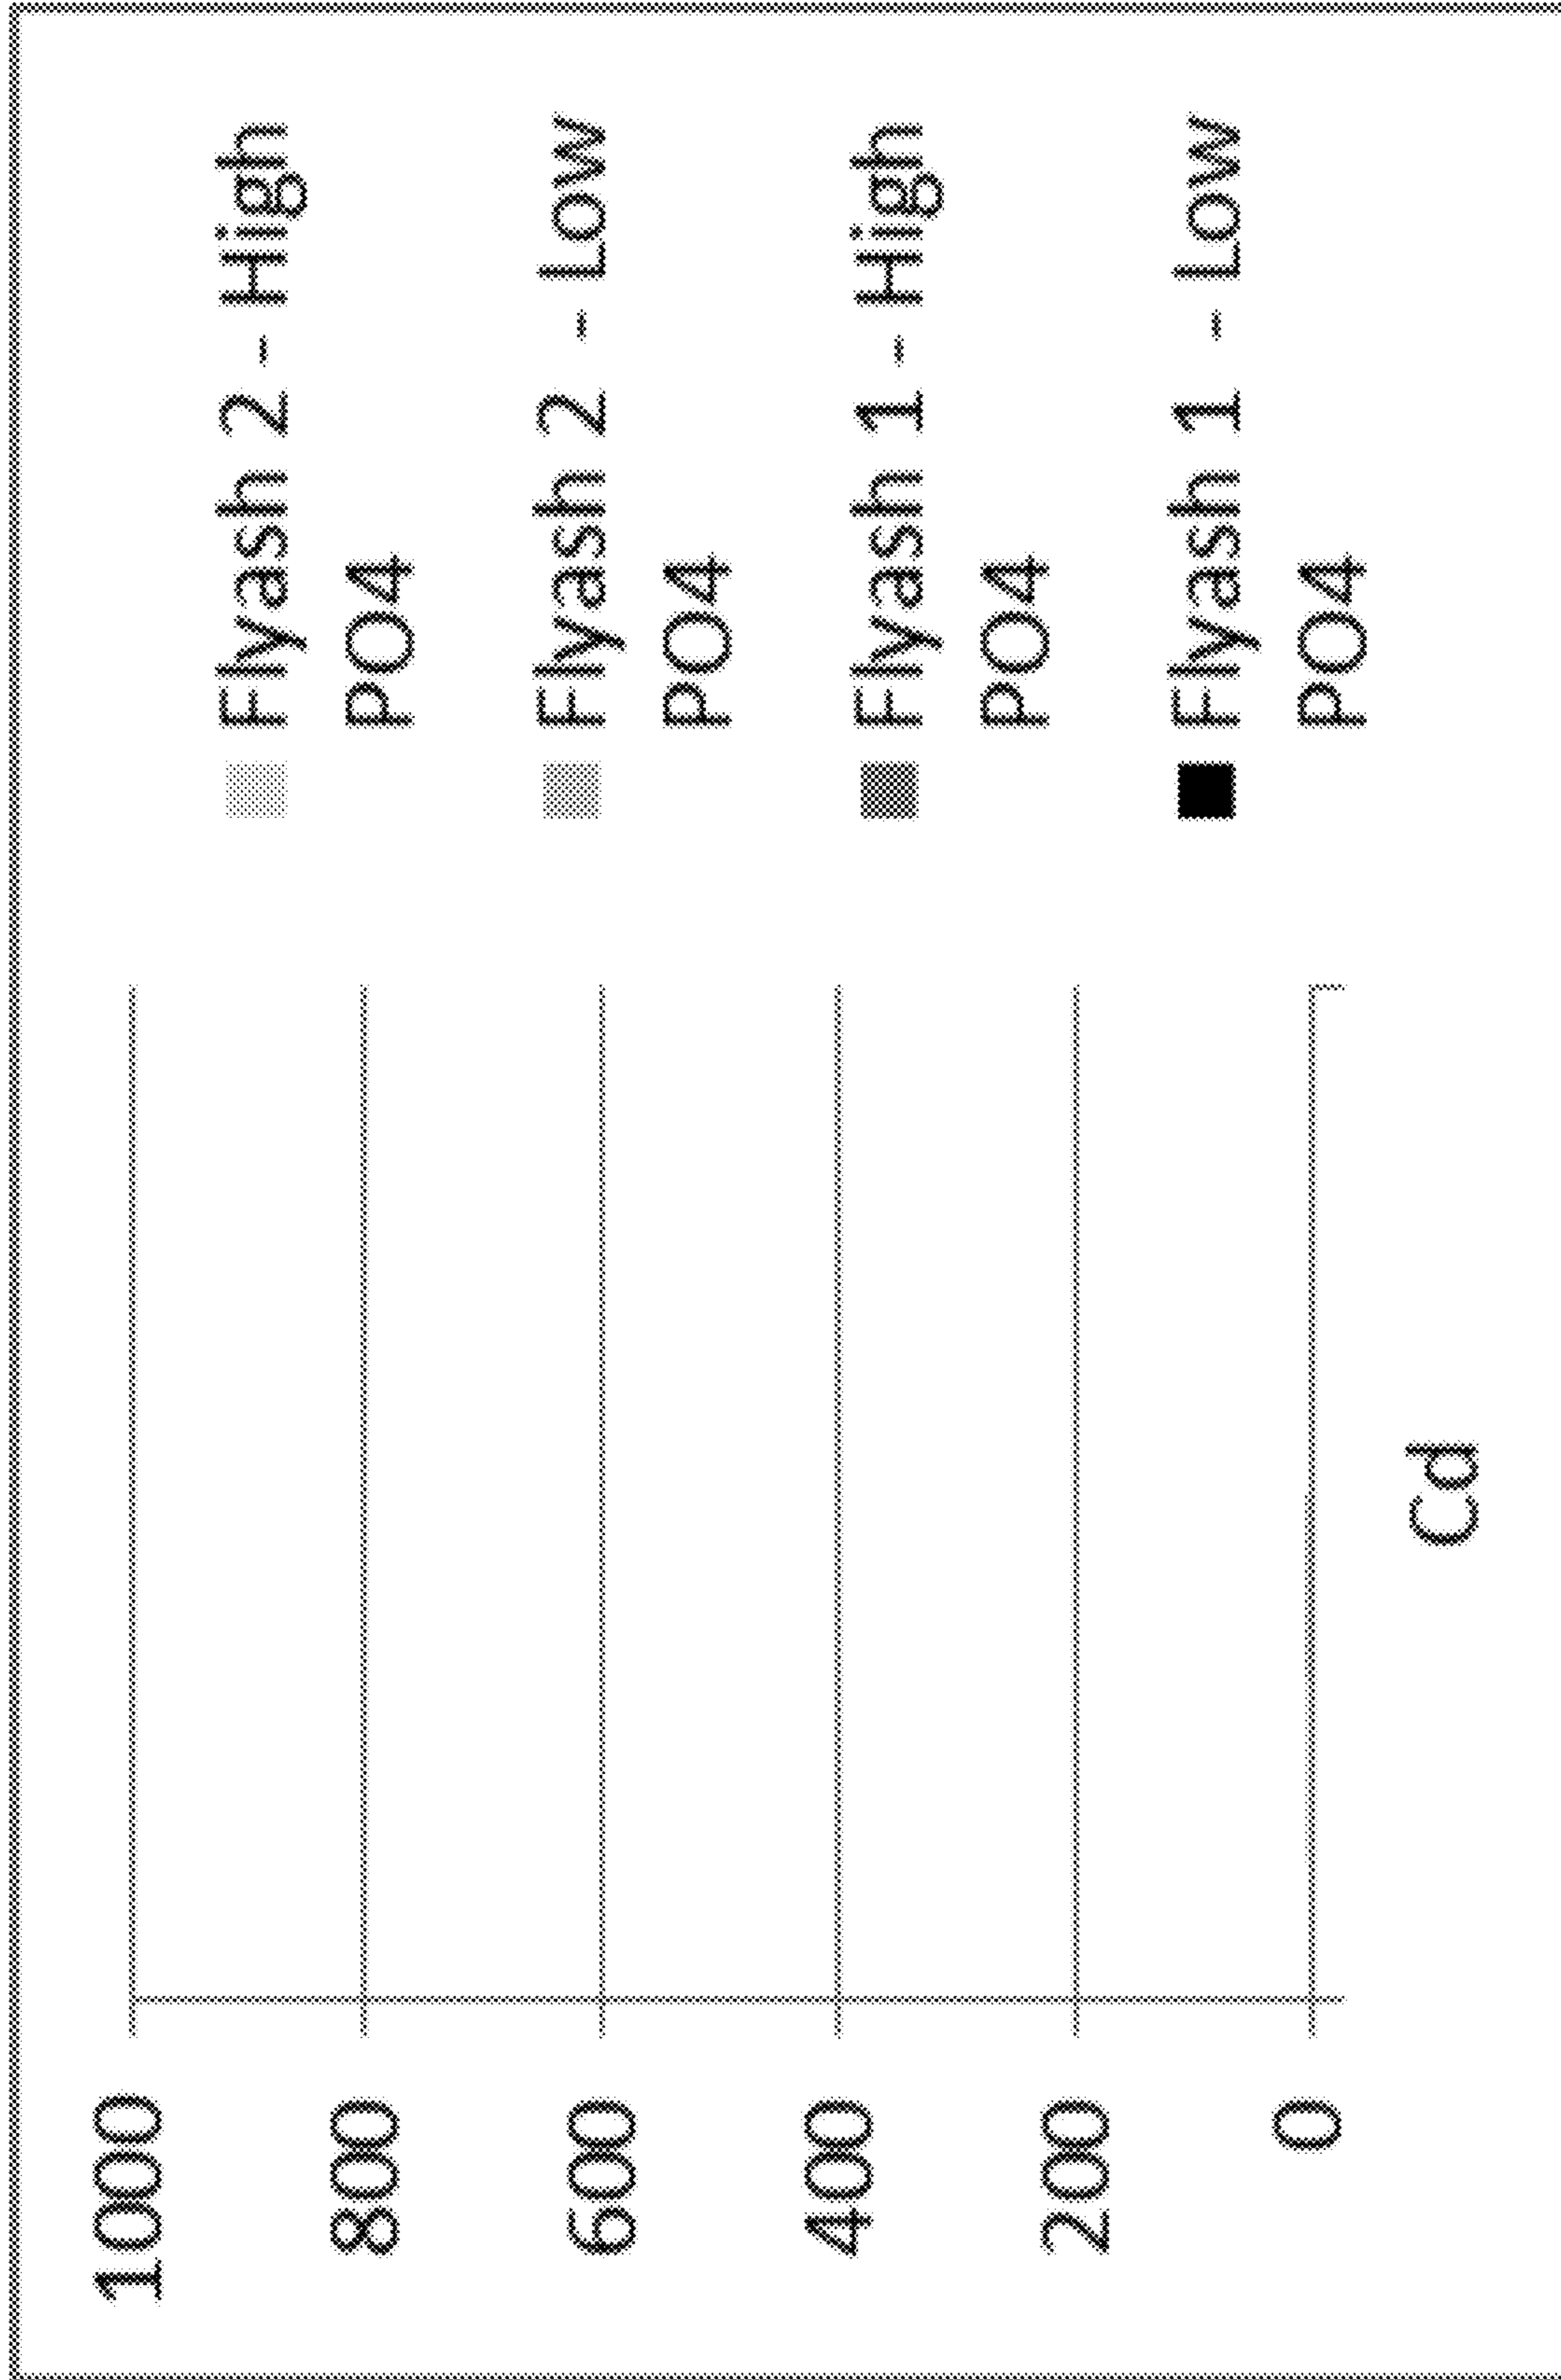 1000
800
600
400
200
0
Cd
Flyash 2 - High
PO4
Flyash 2 - Low
PO4
Flyash 1 - High
PO4
Flyash 1 - Low
PO4